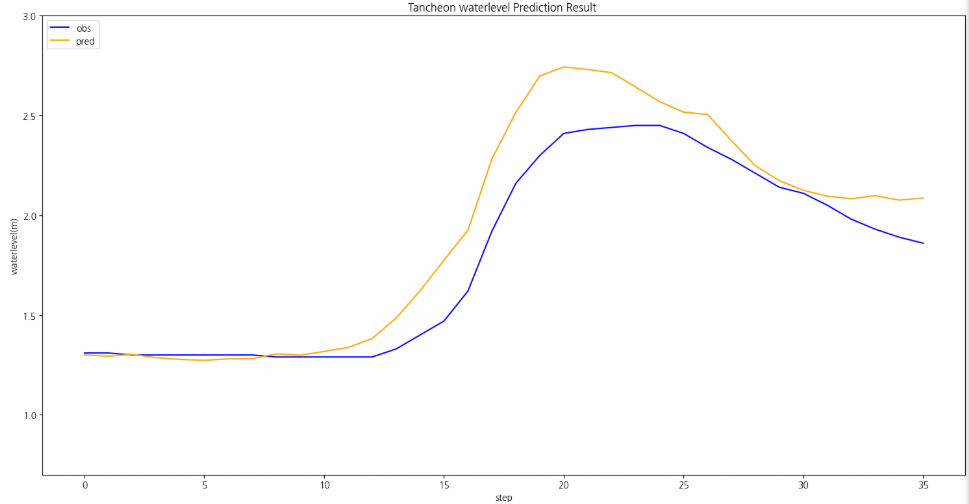 Tancheon waterlevel Prediction Result
obs
pred
waterlevel(m)
3.0
2.5
2.0
1.5
1.0
0 5 10 15 20 25 30 35
step